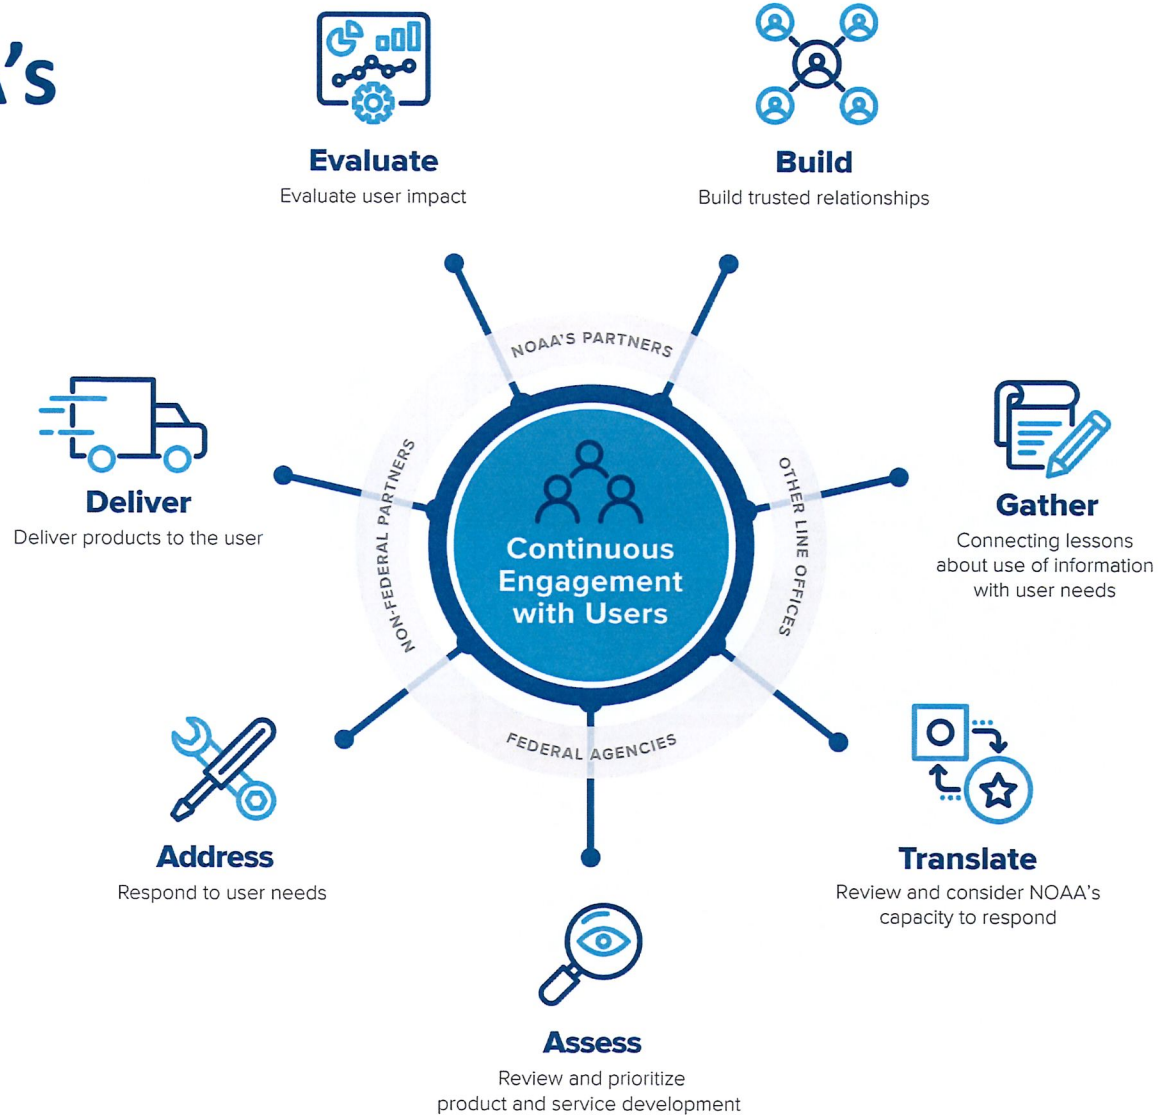 's
Evaluate
Evaluate user impact
Build
Build trusted relationships
Gather
Connecting lessons
about use of information
with user needs
Translate
Review and consider NOAA's
capacity to respond
Assess
Review and prioritize
product and service development
Address
Respond to user needs
Deliver
Deliver products to the user
NOAA'S PARTNERS
OTHER LINE OFFICES
FEDERAL AGENCIES
NON-FEDERAL PARTNERS
Continuous
Engagement
with Users